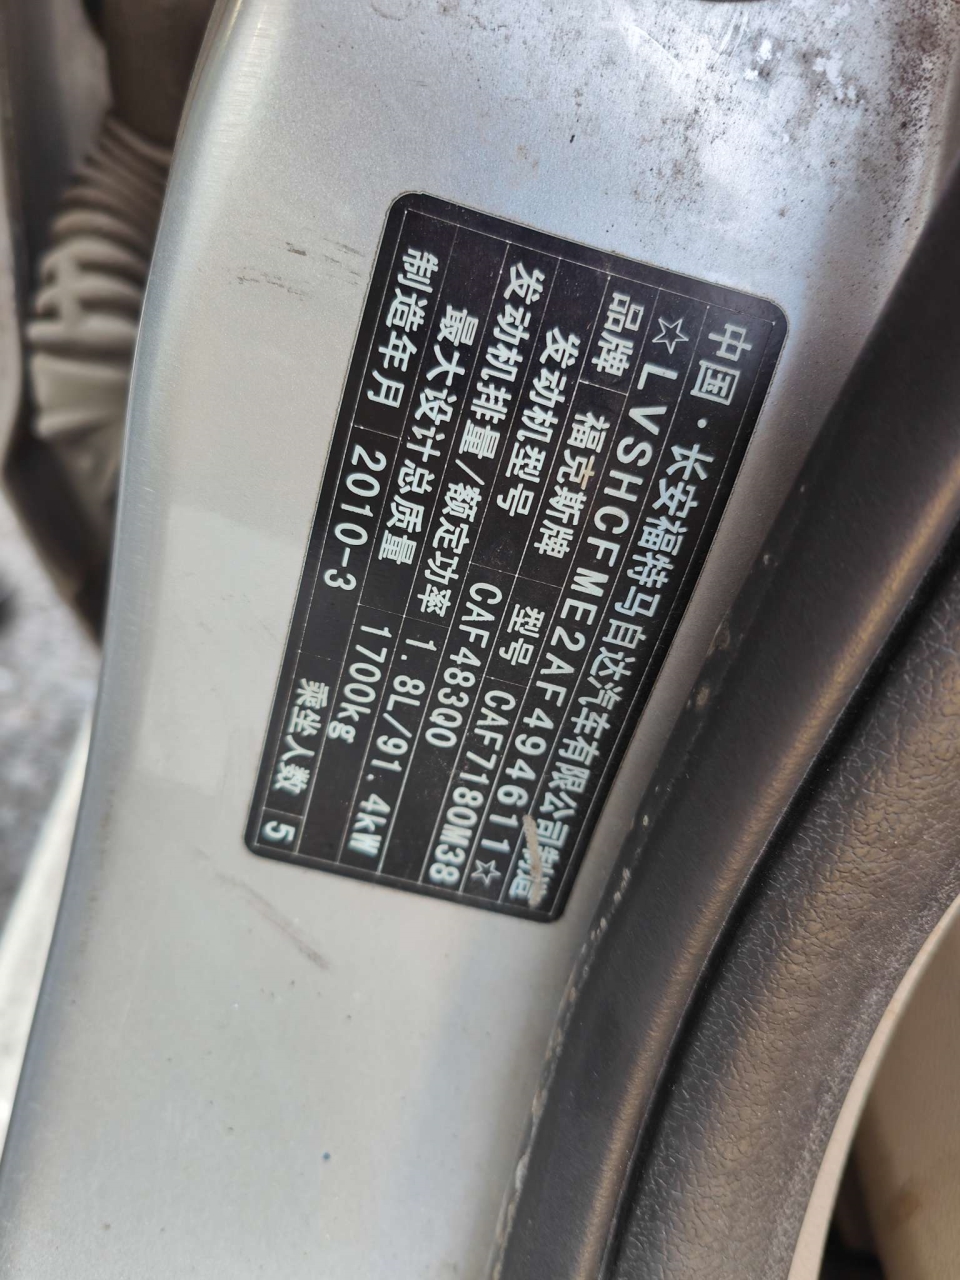 中国·长安福特马自达汽车有限公司制造
☆LVSHCFME2AF494611☆
品牌 福克斯牌 型号 CAF7180M38
发动机型号 CAF483Q0
发动机排量/额定功率 1.8L/91.4kW
最大设计总质量 1700kg
制造年月 2010-3 乘坐人数 5